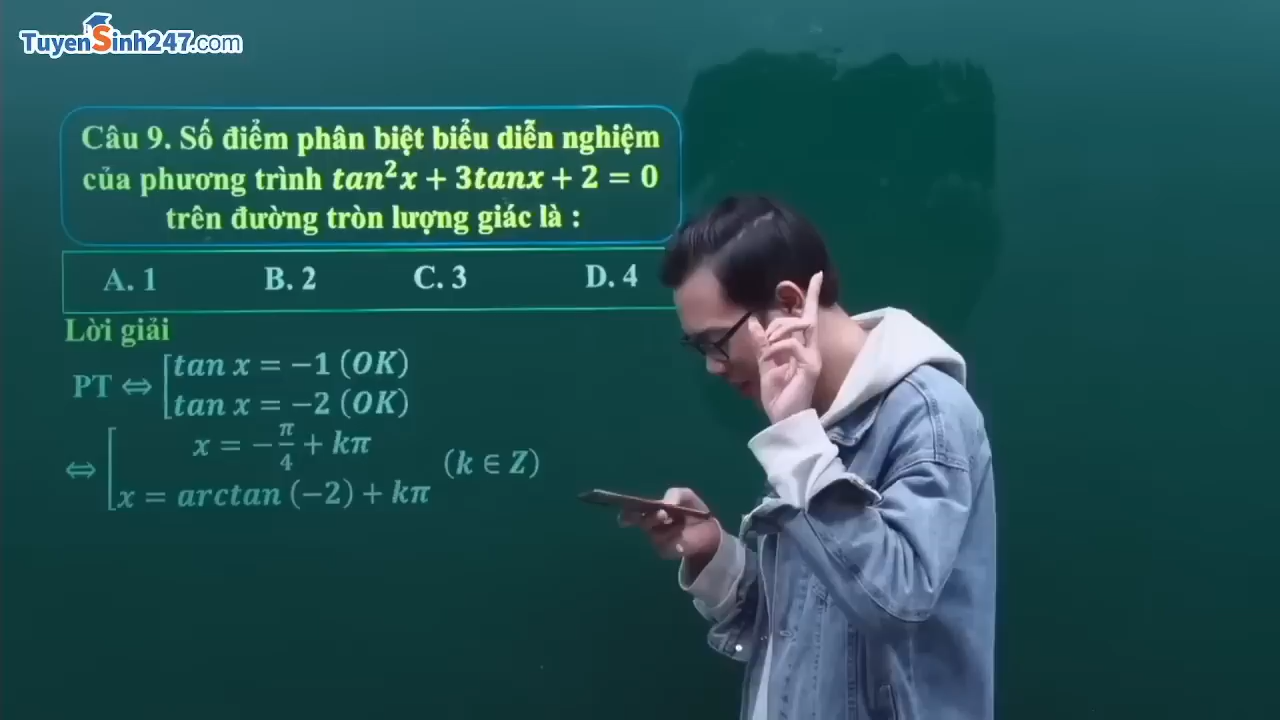 TuyenSinh247.com
Câu 9. Số điểm phân biệt biểu diễn nghiệm
của phương trình tan²x + 3tanx + 2 = 0
trên đường tròn lượng giác là :
A. 1 B. 2 C. 3 D. 4
Lời giải
PT ⇔ [tan x = −1 (OK)
[tan x = −2 (OK)
⇔ [x = −π/4 + kπ
[x = arctan (−2) + kπ (k ∈ Z)